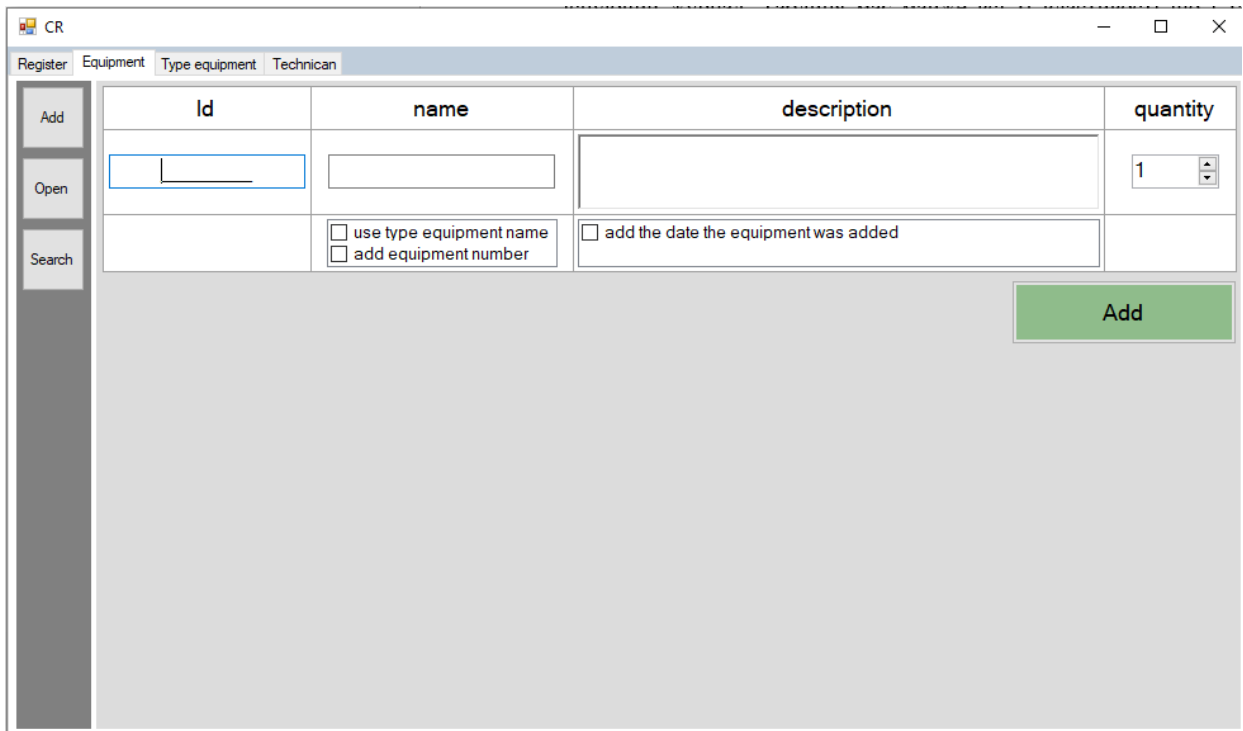 CR
Register Equipment Type equipment Technican
Add
Open
Search
Id name description quantity
1
use type equipment name
add equipment number
add the date the equipment was added
Add